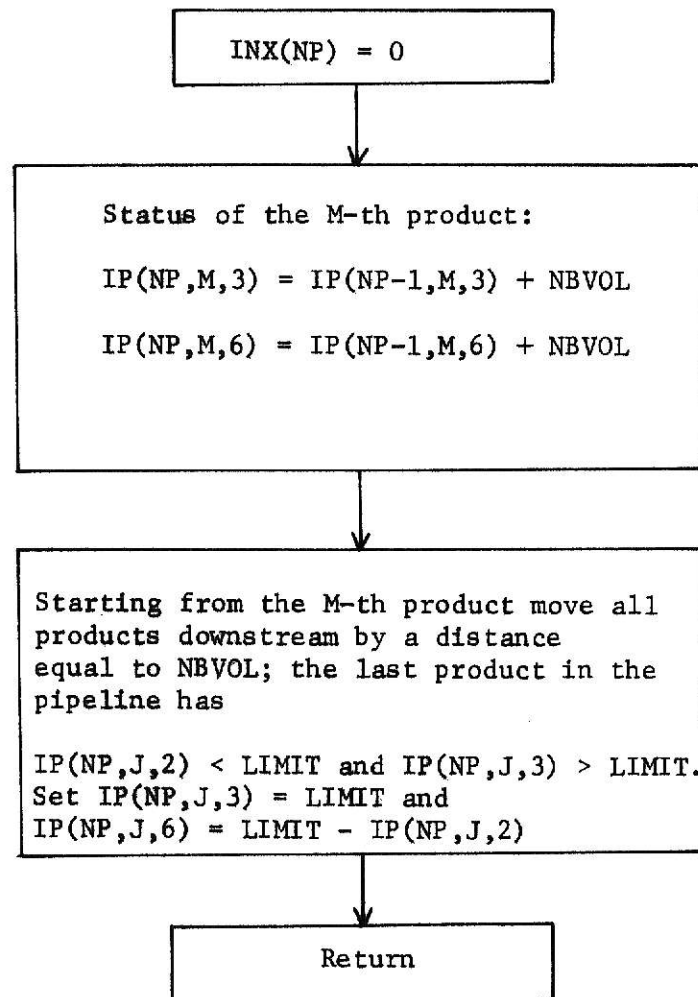 INX(NP) = 0
Status of the M-th product:
IP(NP,M,3) = IP(NP-1,M,3) + NBVOL
IP(NP,M,6) = IP(NP-1,M,6) + NBVOL
Starting from the M-th product move all
products downstream by a distance
equal to NBVOL; the last product in the
pipeline has
IP(NP,J,2) < LIMIT and IP(NP,J,3) > LIMIT.
Set IP(NP,J,3) = LIMIT and
IP(NP,J,6) = LIMIT - IP(NP,J,2)
Return